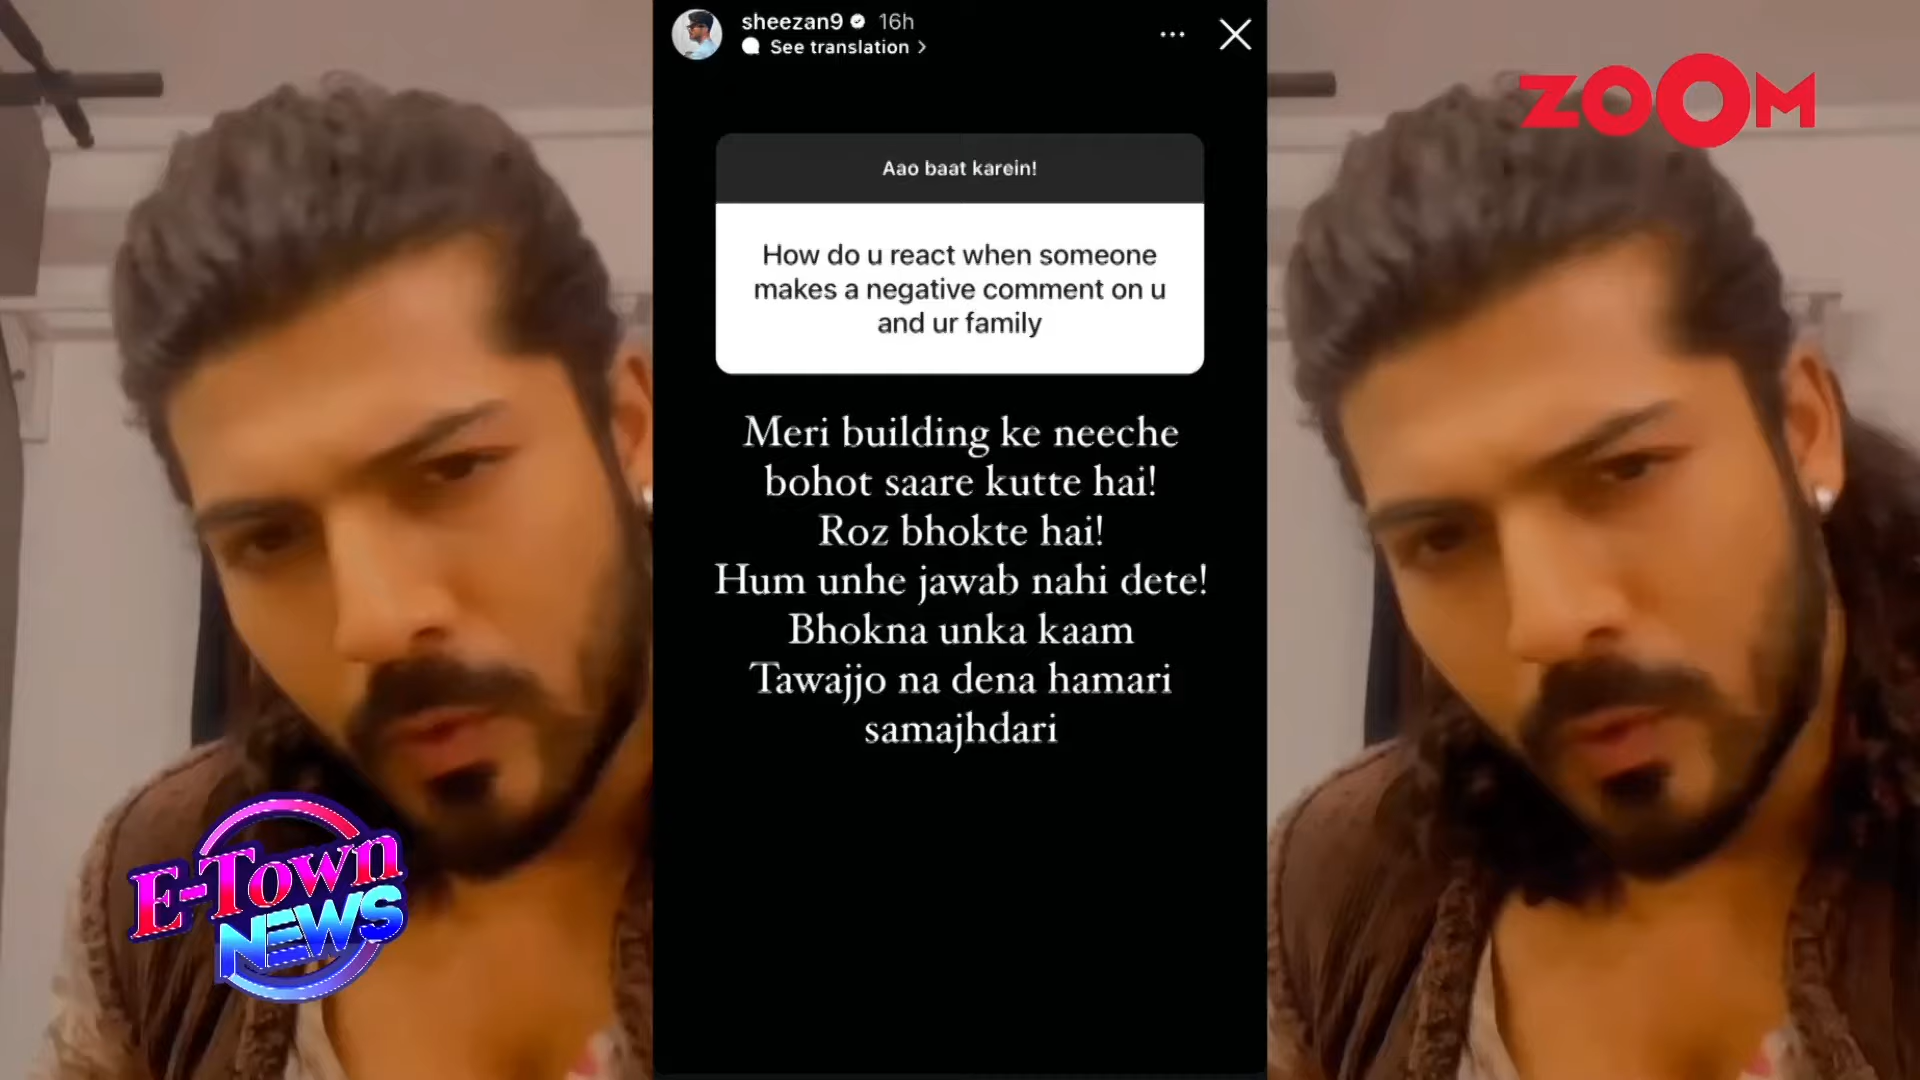 sheezan9 16h
See translation
Aao baat karein!
How do u react when someone
makes a negative comment on u
and ur family
Meri building ke neeche
bohot saare kutte hai!
Roz bhokte hai!
Hum unhe jawab nahi dete!
Bhokna unka kaam
Tawajjo na dena hamari
samajhdari
ZOOM
E-TOWN
NEWS